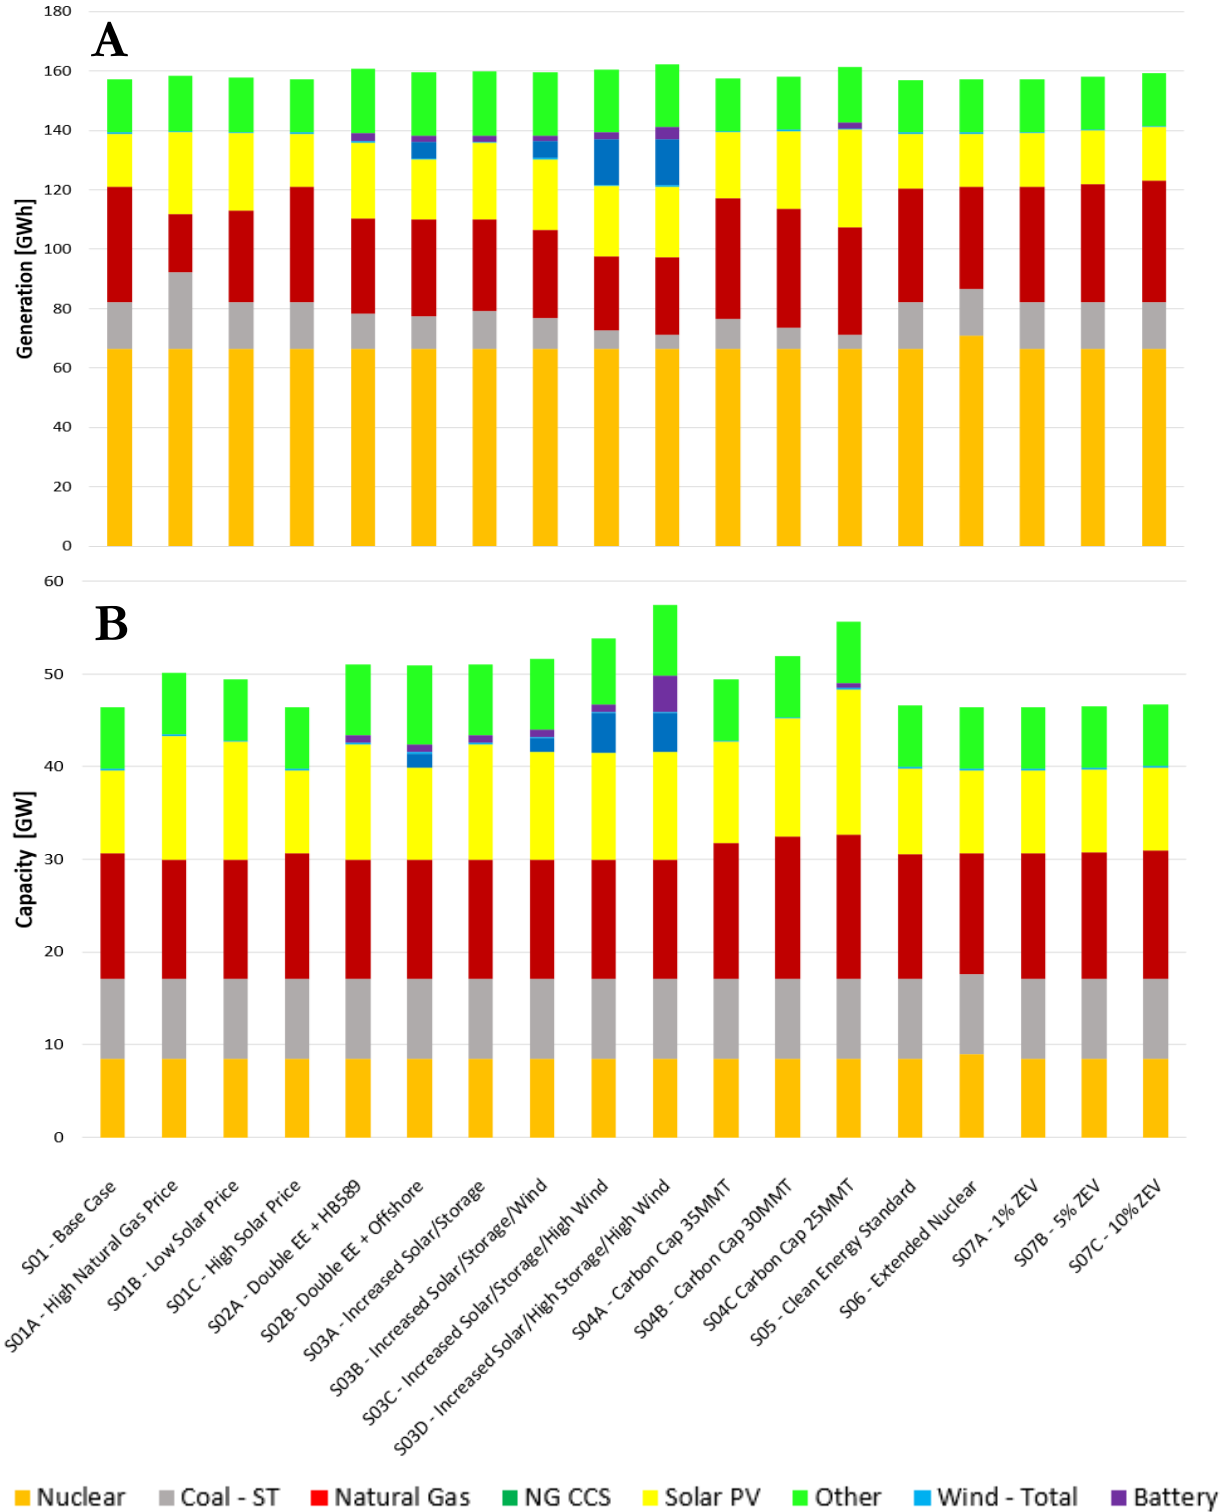 A
Generation [GWh]
180
160
140
120
100
80
60
40
20
0
B
Capacity [GW]
60
50
40
30
20
10
0
S01 - Base Case
S01A - High Natural Gas Price
S01B - Low Solar Price
S01C - High Solar Price
S02A - Double EE + HB589
S02B- Double EE + Offshore
S03A - Increased Solar/Storage
S03B - Increased Solar/Storage/Wind
S03C - Increased Solar/Storage/High Wind
S03D - Increased Solar/High Storage/High Wind
S04A - Carbon Cap 35MMT
S04B - Carbon Cap 30MMT
S04C Carbon Cap 25MMT
S05 - Clean Energy Standard
S06 - Extended Nuclear
S07A - 1% ZEV
S07B - 5% ZEV
S07C - 10% ZEV
Nuclear Coal - ST Natural Gas NG CCS Solar PV Other Wind - Total Battery